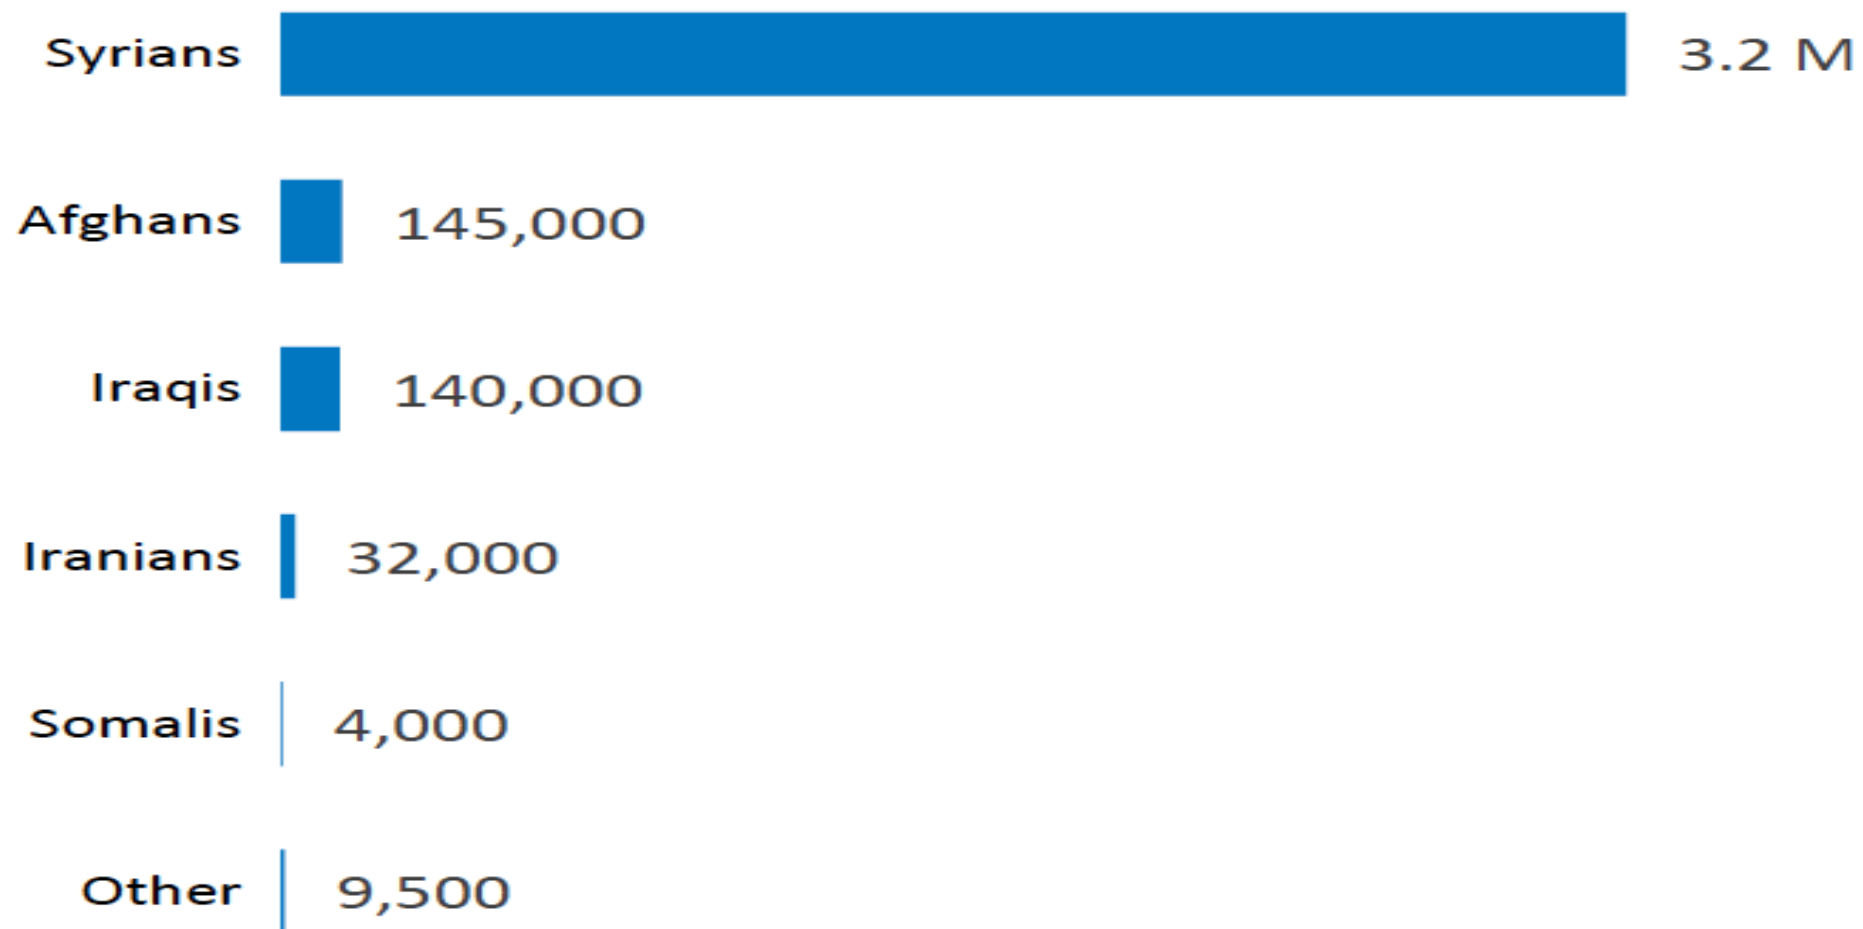 Syrians 3.2 M
Afghans 145,000
Iraqis 140,000
Iranians 32,000
Somalis 4,000
Other 9,500